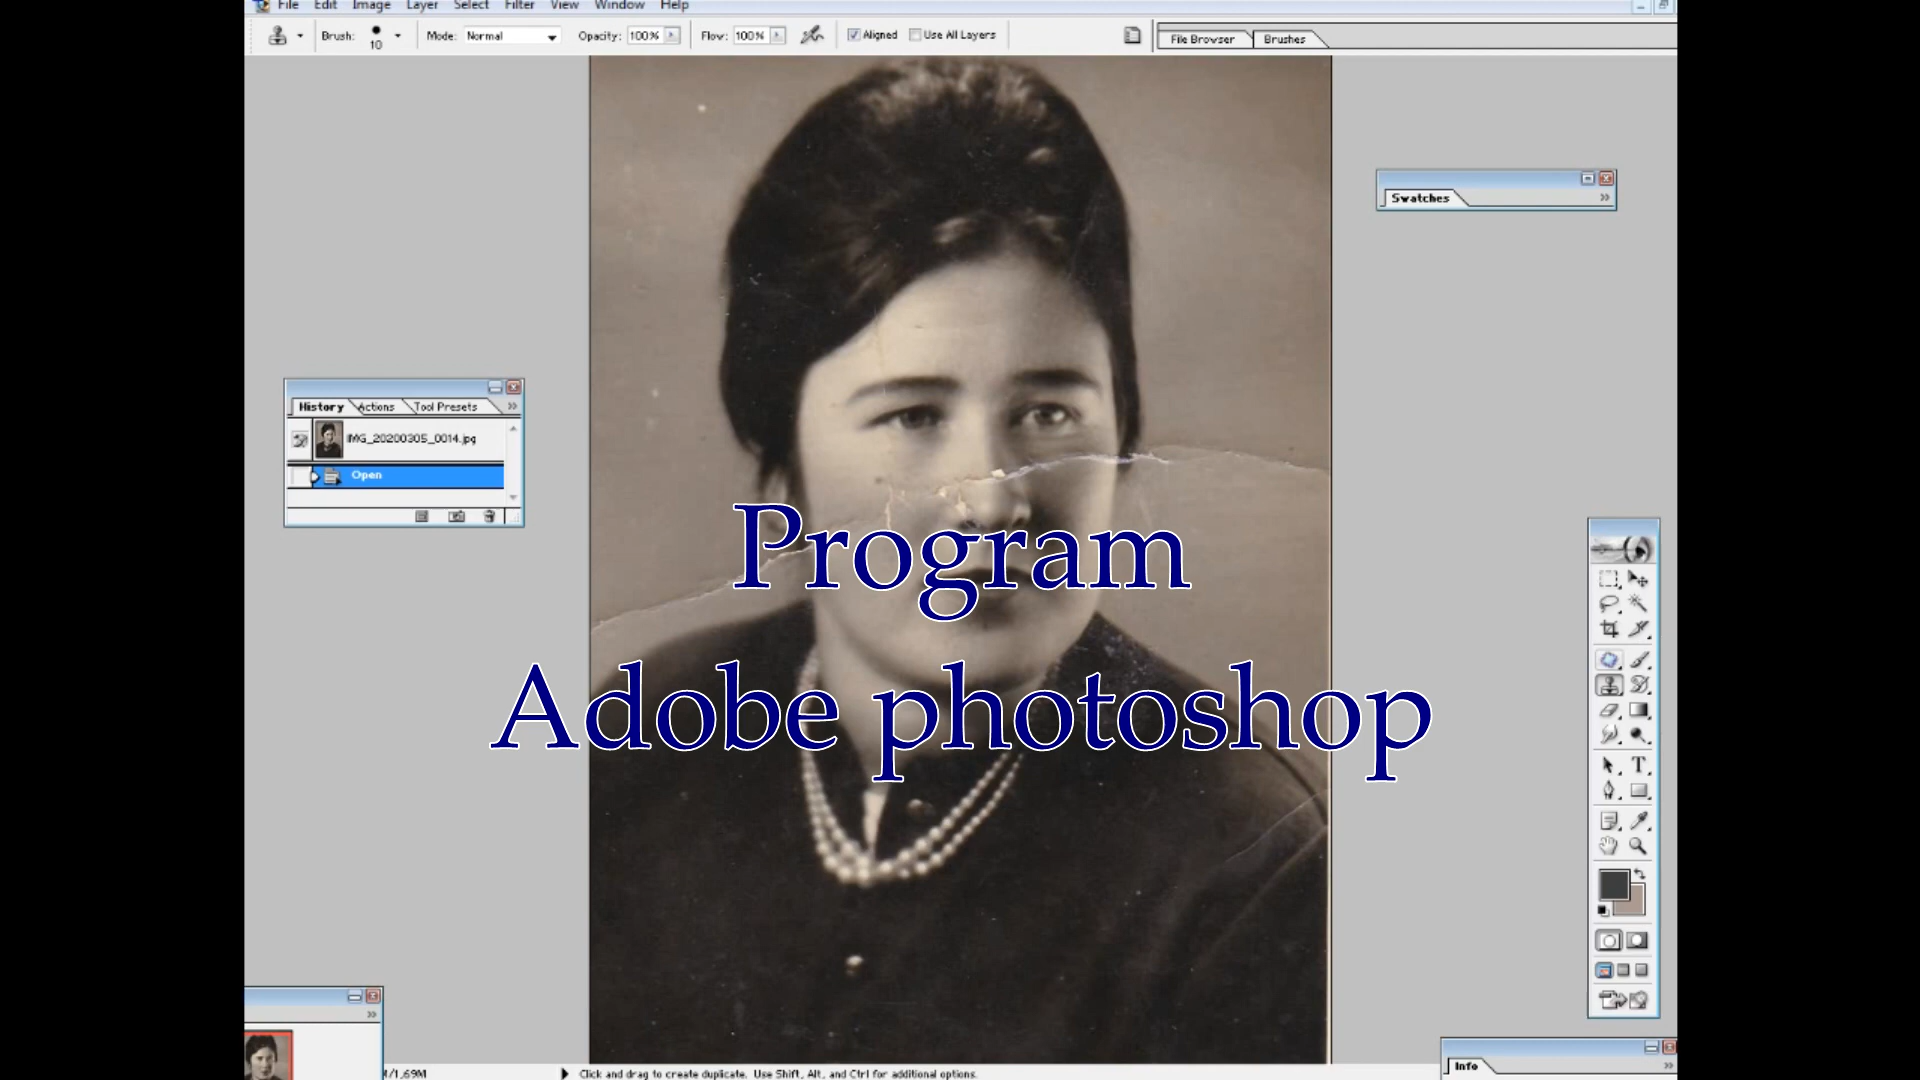 File Edit Image Layer Select Filter View Window Help
Brush: 10 Mode: Normal Opacity: 100% Flow: 100% Aligned Use All Layers File Browser Brushes
Swatches
History Actions Tool Presets
IMG_20200305_0014.jpg
Open
Program
Adobe photoshop
Info
/1,69M Click and drag to create duplicate. Use Shift, Alt, and Ctrl for additional options.